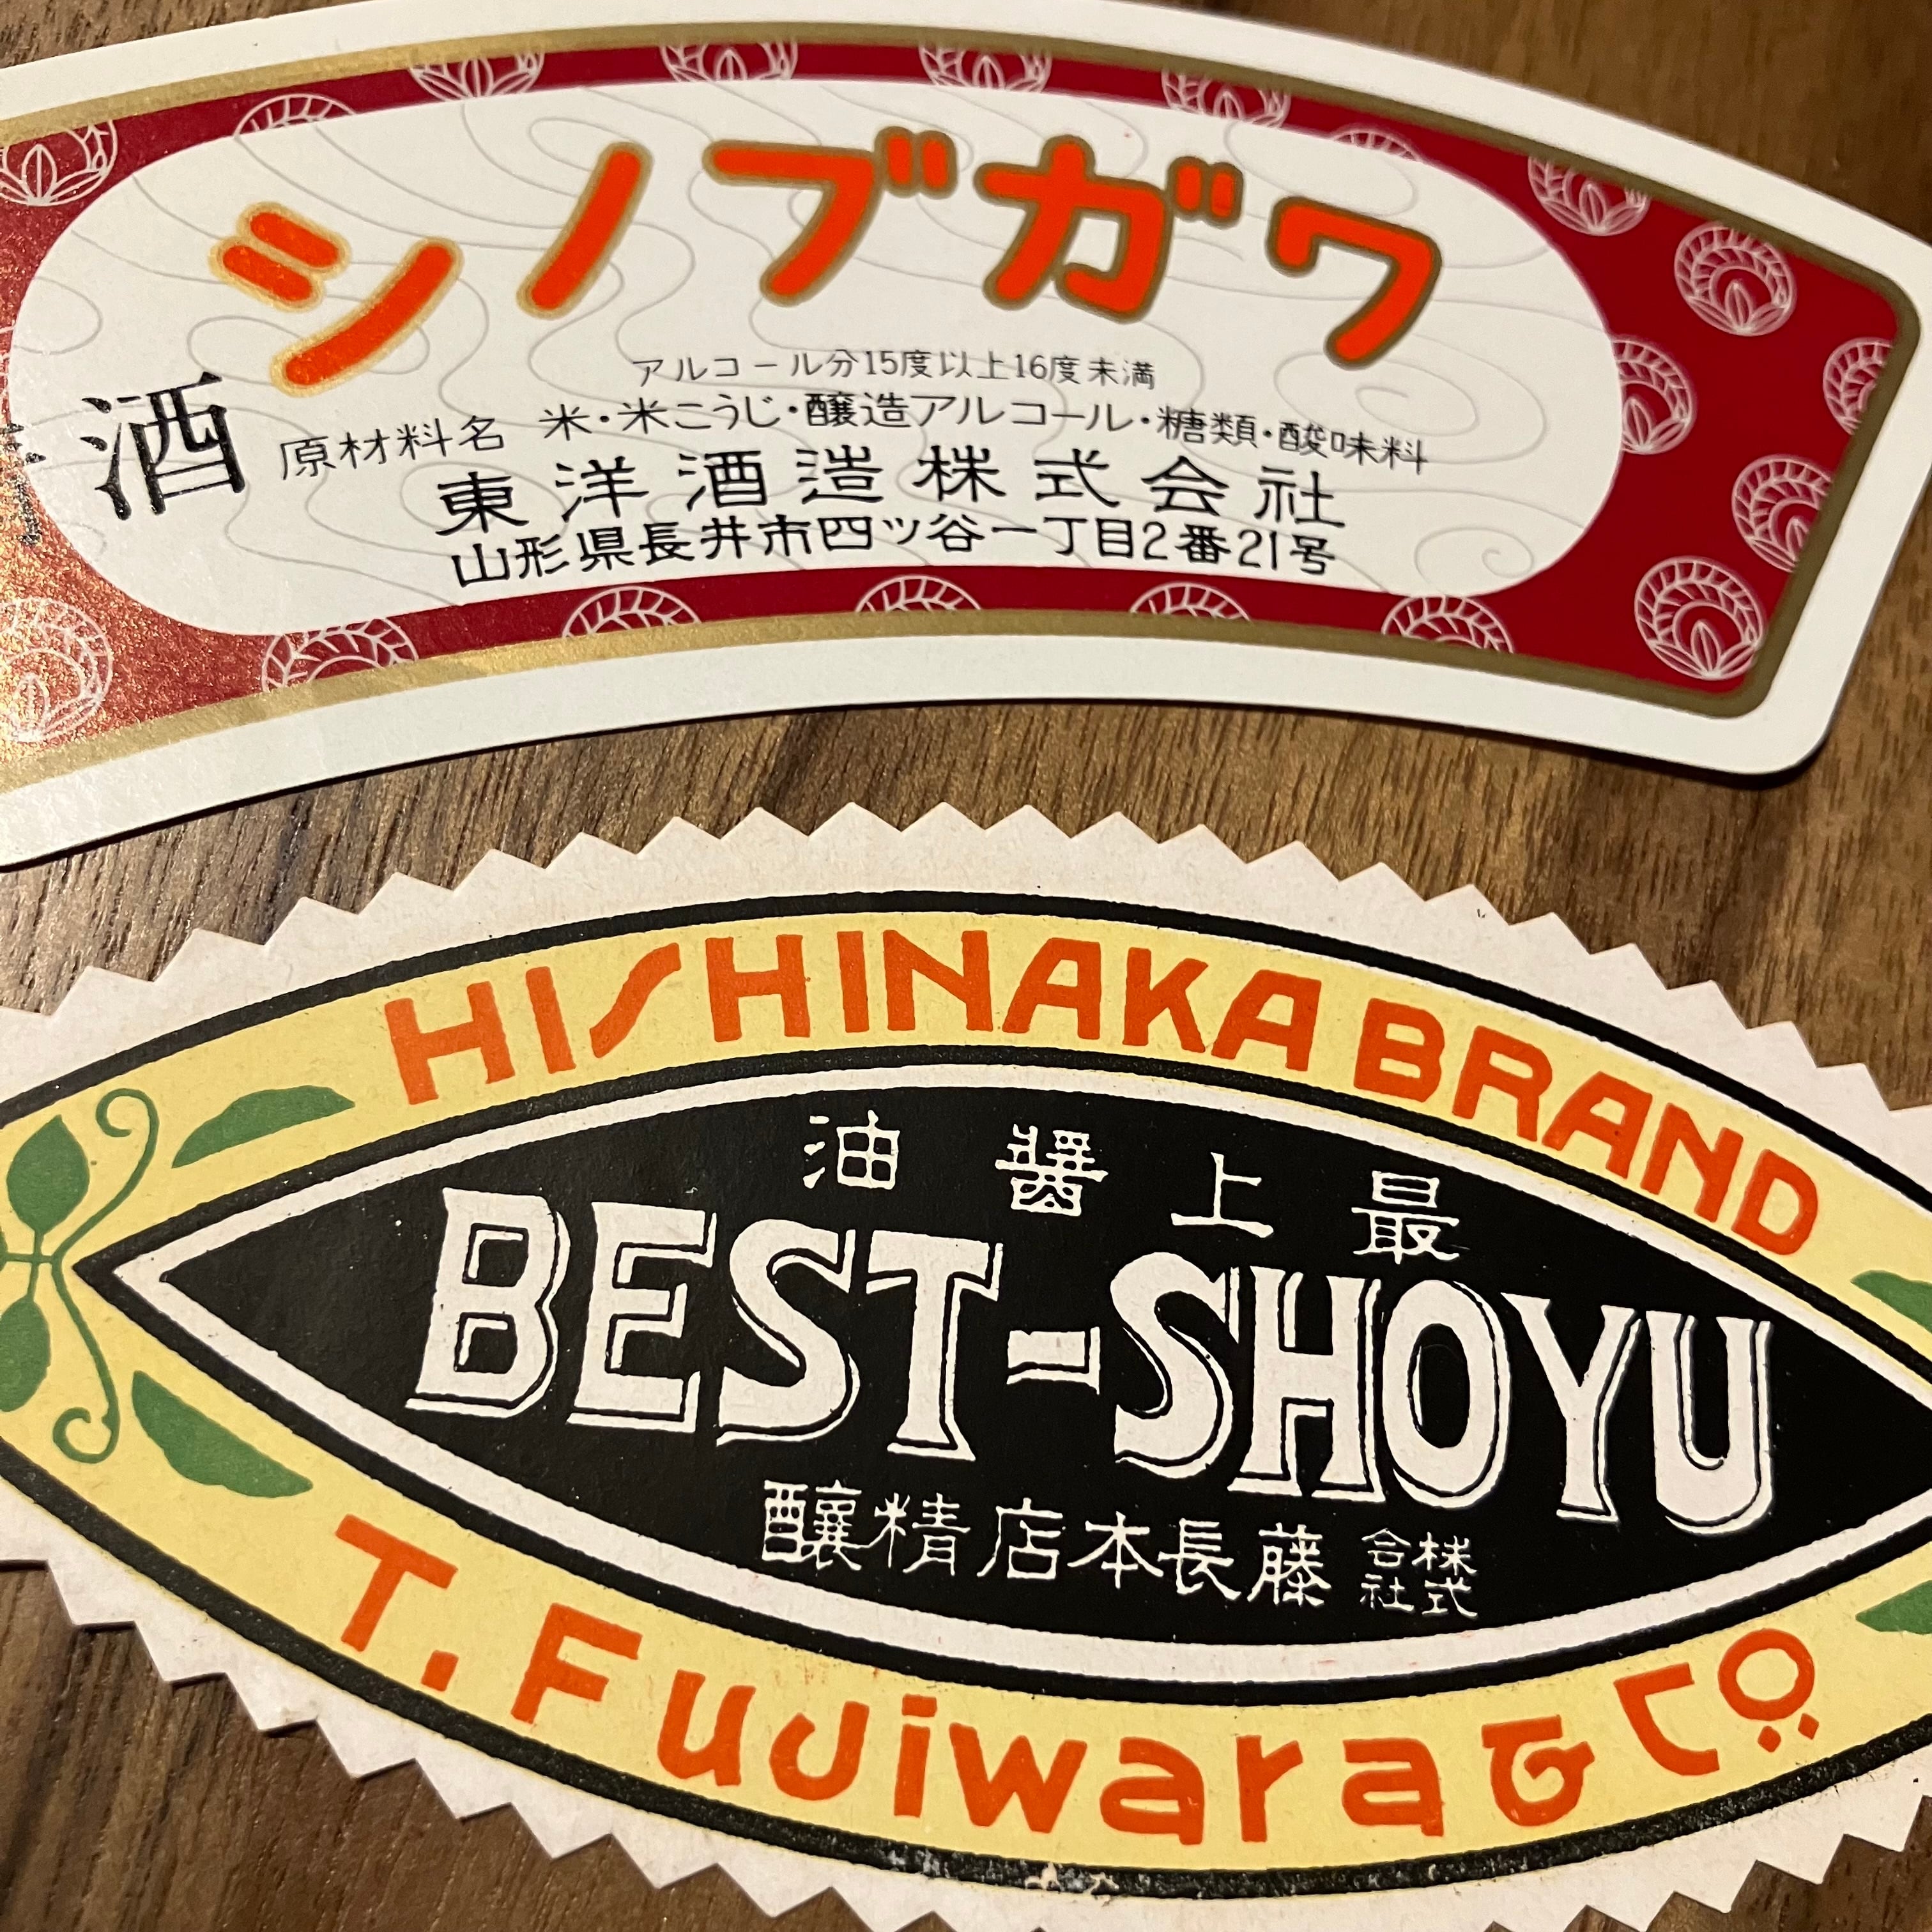 シノブガワ
酒
アルコール分15度以上16度未満
原材料名 米・米こうじ・醸造アルコール・糖類・酸味料
東洋酒造株式会社
山形県長井市四ツ谷一丁目2番21号
HISHINAKA BRAND
最上醤油
BEST-SHOYU
株式会社藤長本店精釀
T. FUJiwara & Co.